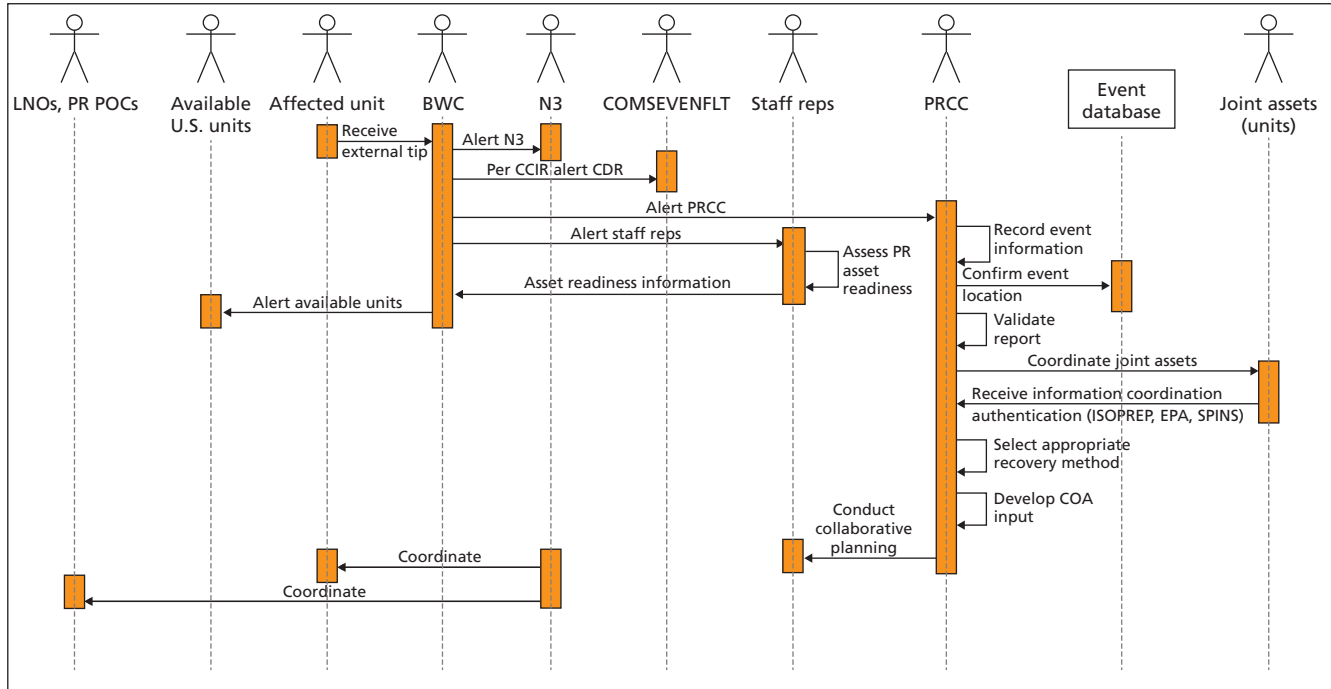 LNOs, PR POCs
Available
U.S. units
Affected unit
BWC
N3
COMSEVENFLT
Staff reps
PRCC
Event
database
Joint assets
(units)
Receive
external tip
Alert N3
Per CCIR alert CDR
Alert PRCC
Alert staff reps
Record event
information
Assess PR
asset
readiness
Confirm event
location
Asset readiness information
Alert available units
Validate
report
Coordinate joint assets
Receive information coordination
authentication (ISOPREP, EPA, SPINS)
Select appropriate
recovery method
Develop COA
input
Conduct
collaborative
planning
Coordinate
Coordinate